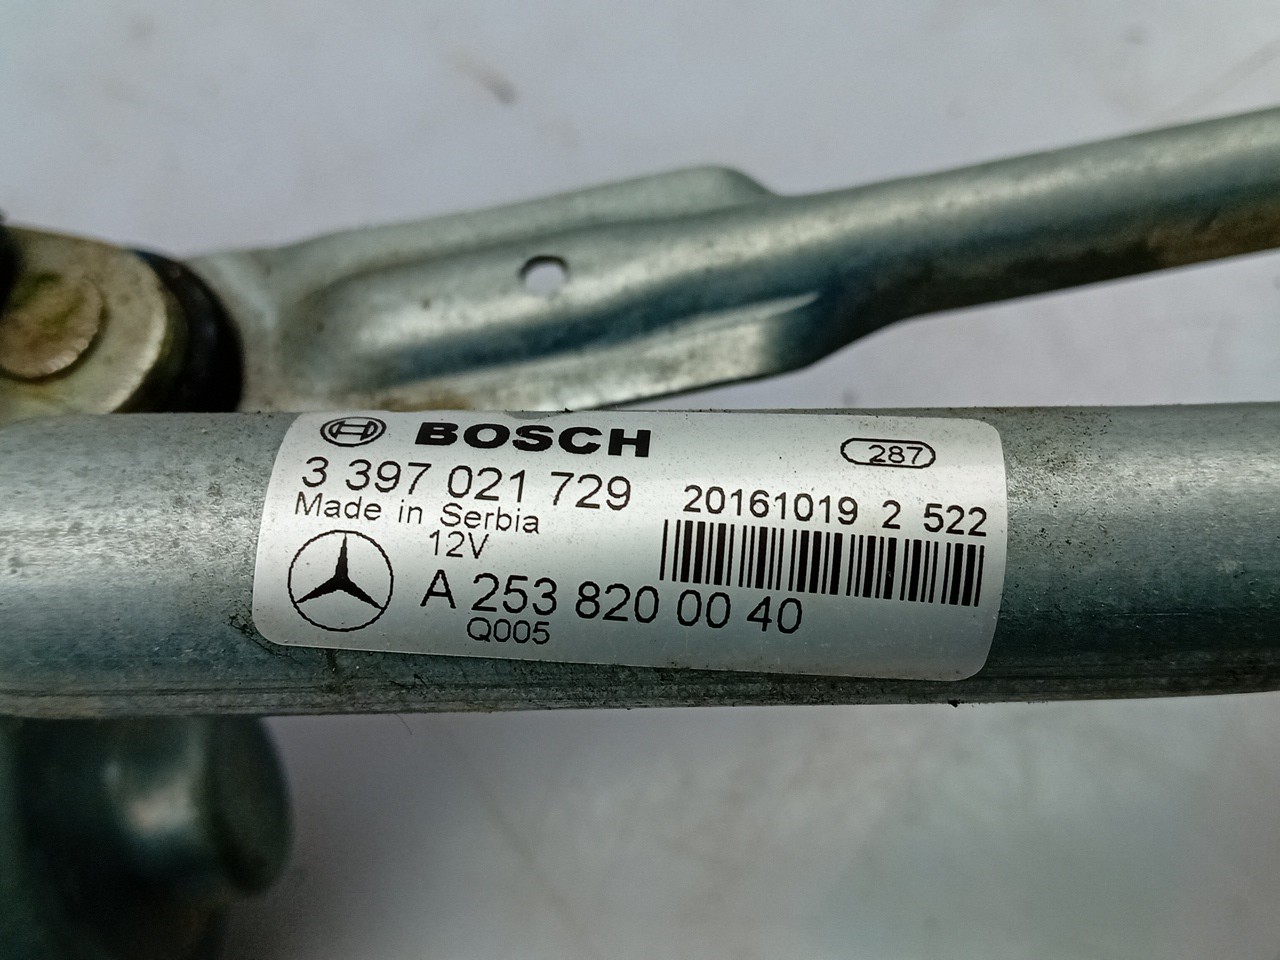 BOSCH
287
3 397 021 729
20161019 2 522
Made in Serbia
12V
A 253 820 00 40
Q005